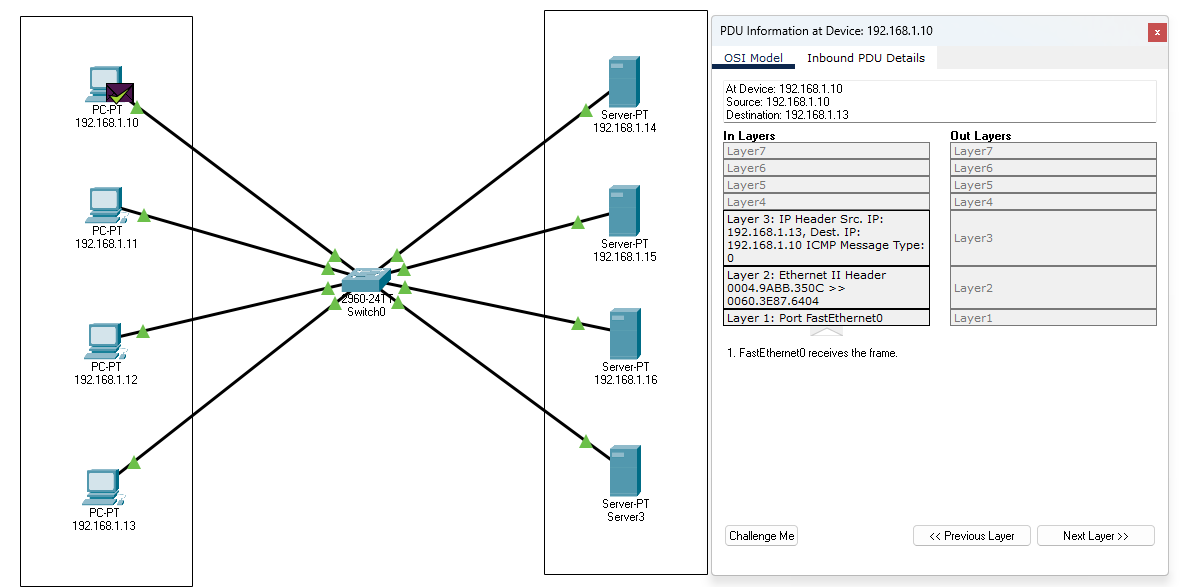 PC-PT
192.168.1.10
PC-PT
192.168.1.11
PC-PT
192.168.1.12
PC-PT
192.168.1.13
2960-24TT
Switch0
Server-PT
192.168.1.14
Server-PT
192.168.1.15
Server-PT
192.168.1.16
Server-PT
Server3
PDU Information at Device: 192.168.1.10
x
OSI Model
Inbound PDU Details
At Device: 192.168.1.10
Source: 192.168.1.10
Destination: 192.168.1.13
In Layers
Layer7
Layer6
Layer5
Layer4
Layer 3: IP Header Src. IP:
192.168.1.13, Dest. IP:
192.168.1.10 ICMP Message Type:
0
Layer 2: Ethernet II Header
0004.9ABB.350C >>
0060.3E87.6404
Layer 1: Port FastEthernet0
Out Layers
Layer7
Layer6
Layer5
Layer4
Layer3
Layer2
Layer1
1. FastEthernet0 receives the frame.
Challenge Me
<< Previous Layer
Next Layer >>